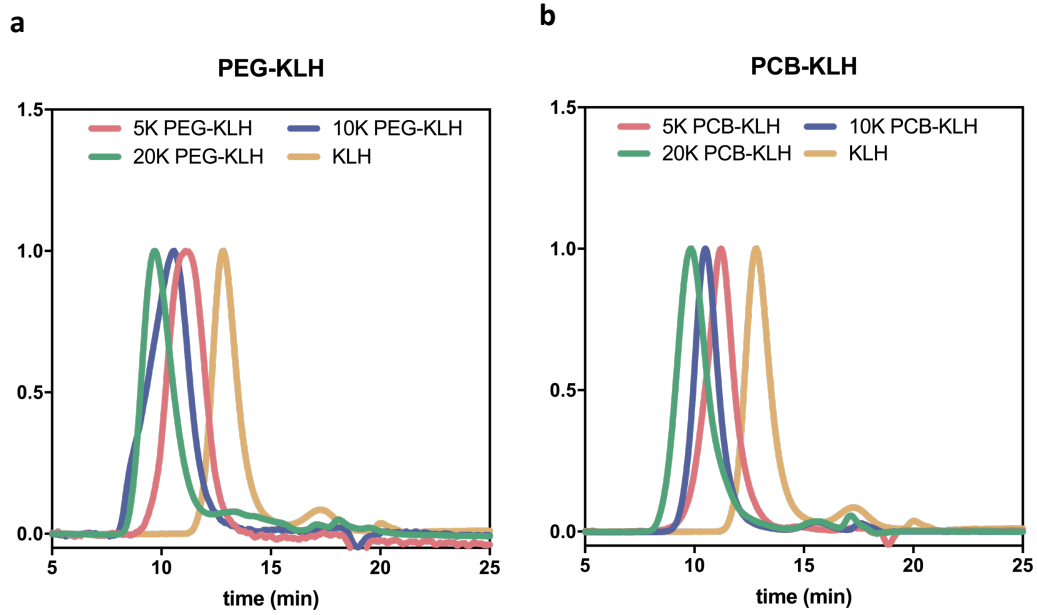 a
PEG-KLH
1.5
5K PEG-KLH 10K PEG-KLH
20K PEG-KLH KLH
1.0
0.5
0.0
5 10 15 20 25
time (min)
b
PCB-KLH
1.5
5K PCB-KLH 10K PCB-KLH
20K PCB-KLH KLH
1.0
0.5
0.0
5 10 15 20 25
time (min)